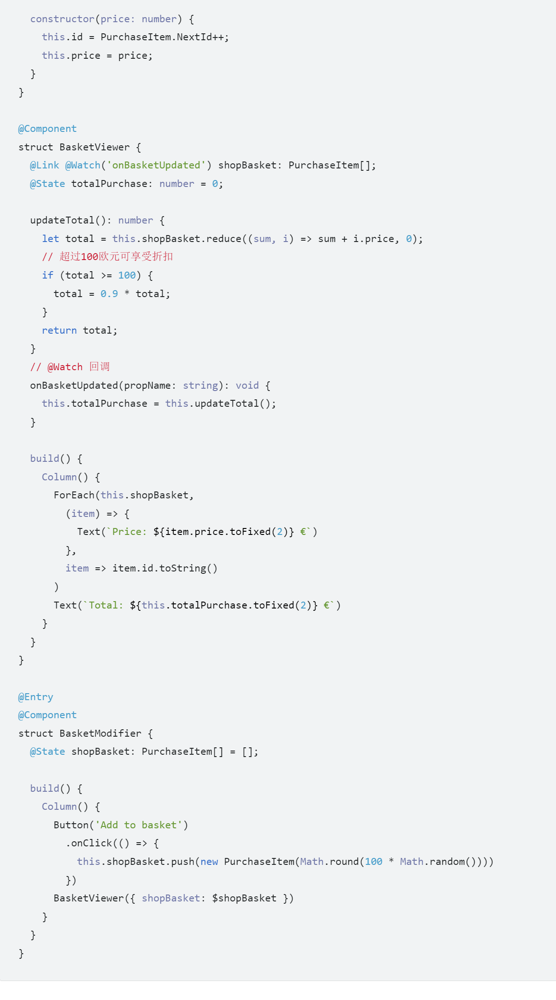 constructor(price: number) {
this.id = PurchaseItem.NextId++;
this.price = price;
}
}
@Component
struct BasketViewer {
@Link @Watch('onBasketUpdated') shopBasket: PurchaseItem[];
@State totalPurchase: number = 0;
updateTotal(): number {
let total = this.shopBasket.reduce((sum, i) => sum + i.price, 0);
// 超过100欧元可享受折扣
if (total >= 100) {
total = 0.9 * total;
}
return total;
}
// @Watch 回调
onBasketUpdated(propName: string): void {
this.totalPurchase = this.updateTotal();
}
build() {
Column() {
ForEach(this.shopBasket,
(item) => {
Text(`Price: ${item.price.toFixed(2)} €`)
},
item => item.id.toString()
)
Text(`Total: ${this.totalPurchase.toFixed(2)} €`)
}
}
}
@Entry
@Component
struct BasketModifier {
@State shopBasket: PurchaseItem[] = [];
build() {
Column() {
Button('Add to basket')
.onClick(() => {
this.shopBasket.push(new PurchaseItem(Math.round(100 * Math.random())))
})
BasketViewer({ shopBasket: $shopBasket })
}
}
}